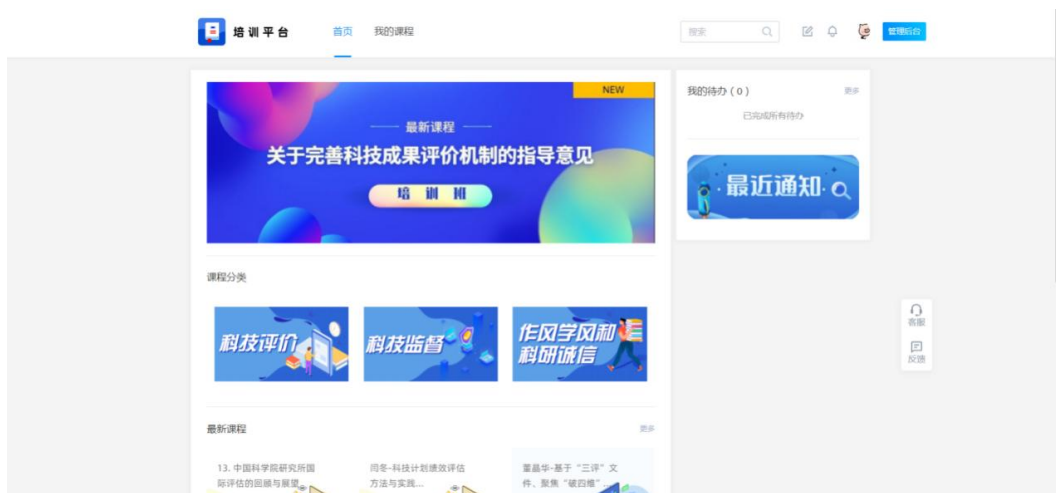 培训平台 首页 我的课程 搜索 管理后台
NEW
最新课程
关于完善科技成果评价机制的指导意见
培训班
我的待办(0) 更多
已完成所有待办
·最近通知·
课程分类
科技评价
科技监督
作风学风和
科研诚信
客服
反馈
最新课程 更多
13. 中国科学院研究所国
际评估的回顾与展望
闫冬-科技计划绩效评估
方法与实践...
董晶华-基于“三评”文
件、聚焦“破四唯”...